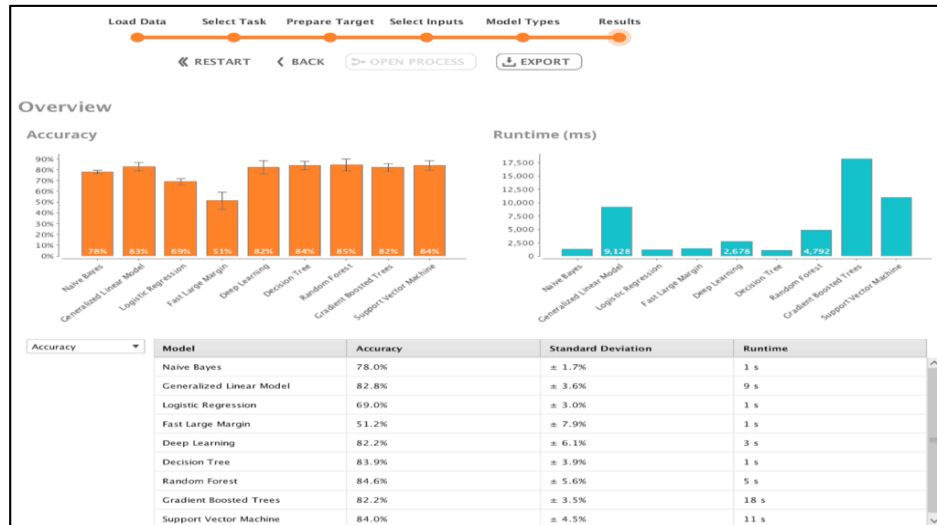 Load Data Select Task Prepare Target Select Inputs Model Types Results
RESTART BACK OPEN PROCESS EXPORT
Overview
Accuracy
90%
80%
70%
60%
50%
40%
30%
20%
10%
0%
78% 83% 69% 51% 82% 84% 85% 82% 84%
Naive Bayes
Generalized Linear Model
Logistic Regression
Fast Large Margin
Deep Learning
Decision Tree
Random Forest
Gradient Boosted Trees
Support Vector Machine
Runtime (ms)
17,500
15,000
12,500
10,000
7,500
5,000
2,500
0
9,128 2,678 4,792
Naive Bayes
Generalized Linear Model
Logistic Regression
Fast Large Margin
Deep Learning
Decision Tree
Random Forest
Gradient Boosted Trees
Support Vector Machine
Accuracy
Model Accuracy Standard Deviation Runtime
Naive Bayes 78.0% ± 1.7% 1 s
Generalized Linear Model 82.8% ± 3.6% 9 s
Logistic Regression 69.0% ± 3.0% 1 s
Fast Large Margin 51.2% ± 7.9% 1 s
Deep Learning 82.2% ± 6.1% 3 s
Decision Tree 83.9% ± 3.9% 1 s
Random Forest 84.6% ± 5.6% 5 s
Gradient Boosted Trees 82.2% ± 3.5% 18 s
Support Vector Machine 84.0% ± 4.5% 11 s